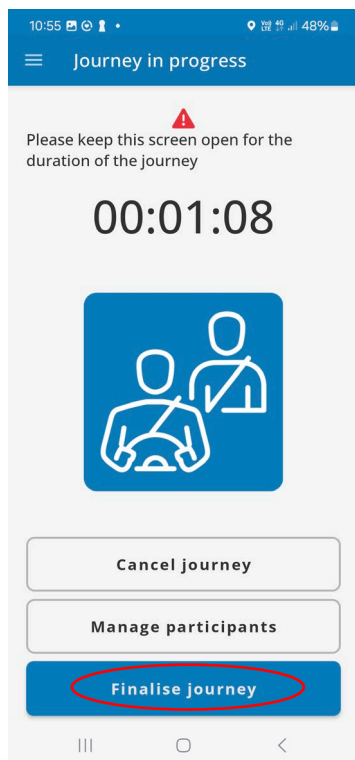 10:55 48%
Journey in progress
Please keep this screen open for the
duration of the journey
00:01:08
Cancel journey
Manage participants
Finalise journey